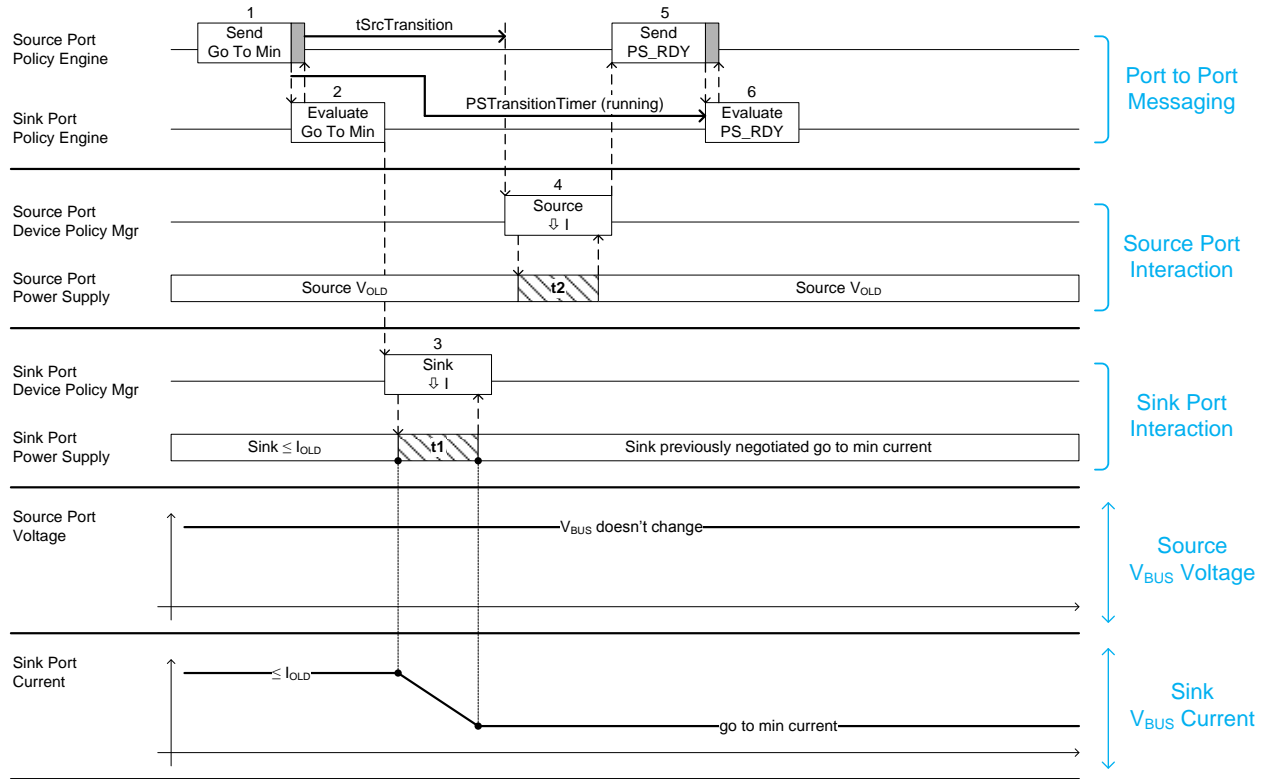 1
Send
Go To Min
tSrcTransition
5
Send
PS_RDY
Source Port
Policy Engine
2
Evaluate
Go To Min
PSTransitionTimer (running)
6
Evaluate
PS_RDY
Sink Port
Policy Engine
Port to Port
Messaging
Source Port
Device Policy Mgr
4
Source
⇩ I
Source Port
Power Supply
Source VOLD
t2
Source VOLD
Source Port
Interaction
Sink Port
Device Policy Mgr
3
Sink
⇩ I
Sink Port
Power Supply
Sink ≤ IOLD
t1
Sink previously negotiated go to min current
Sink Port
Interaction
Source Port
Voltage
VBUS doesn't change
Source
VBUS Voltage
Sink Port
Current
≤ IOLD
go to min current
Sink
VBUS Current